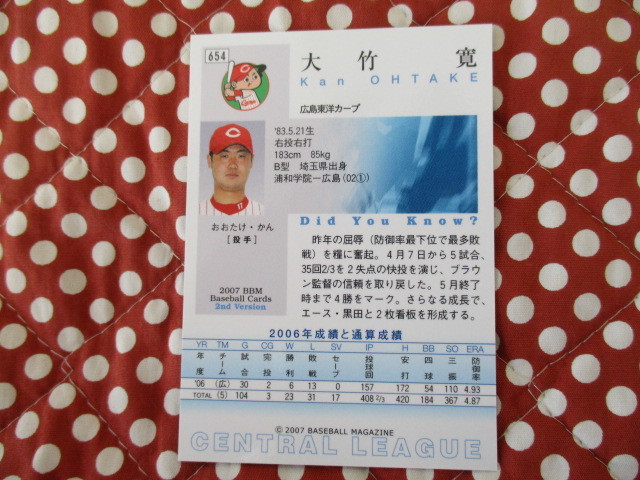 654
大竹 寛
Kan OHTAKE
広島東洋カープ
'83.5.21生
右投右打
183cm 85kg
B型 埼玉県出身
浦和学院－広島(02①)
おおたけ・かん
[投手]
2007 BBM
Baseball Cards
2nd Version
Did You Know?
昨年の屈辱（防御率最下位で最多敗
戦）を糧に奮起。4月7日から5試合、
35回2/3を2失点の快投を演じ、ブラウ
ン監督の信頼を取り戻した。5月終了
時まで4勝をマーク。さらなる成長で、
エース・黒田と2枚看板を形成する。
2006年成績と通算成績
YR TM G CG W L SV IP H BB SO ERA
年度 チーム 試合 完投 勝利 敗戦 セーブ 投球回 安打 四球 三振 防御率
'06 (広) 30 2 6 13 0 157 172 54 110 4.93
TOTAL (5) 104 3 23 31 17 408 2/3 420 184 367 4.87
© 2007 BASEBALL MAGAZINE
CENTRAL LEAGUE